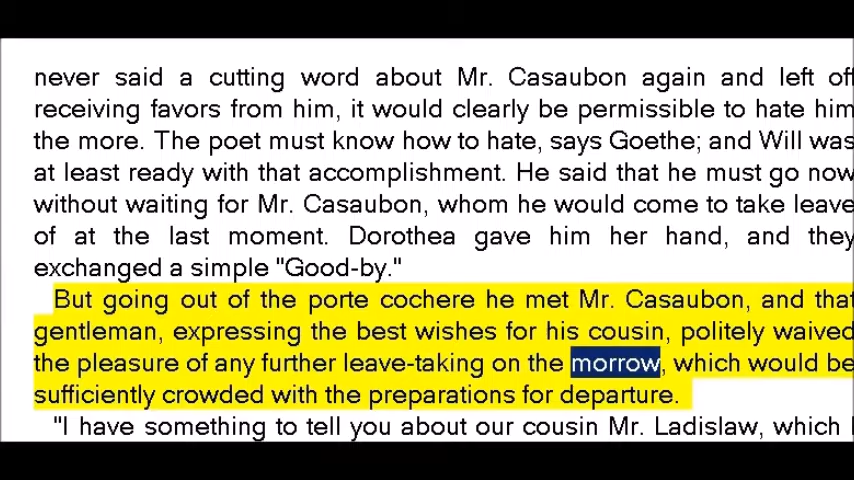 never said a cutting word about Mr. Casaubon again and left off
receiving favors from him, it would clearly be permissible to hate him
the more. The poet must know how to hate, says Goethe; and Will was
at least ready with that accomplishment. He said that he must go now
without waiting for Mr. Casaubon, whom he would come to take leave
of at the last moment. Dorothea gave him her hand, and they
exchanged a simple "Good-by."
But going out of the porte cochere he met Mr. Casaubon, and that
gentleman, expressing the best wishes for his cousin, politely waived
the pleasure of any further leave-taking on the morrow, which would be
sufficiently crowded with the preparations for departure.
"I have something to tell you about our cousin Mr. Ladislaw, which I